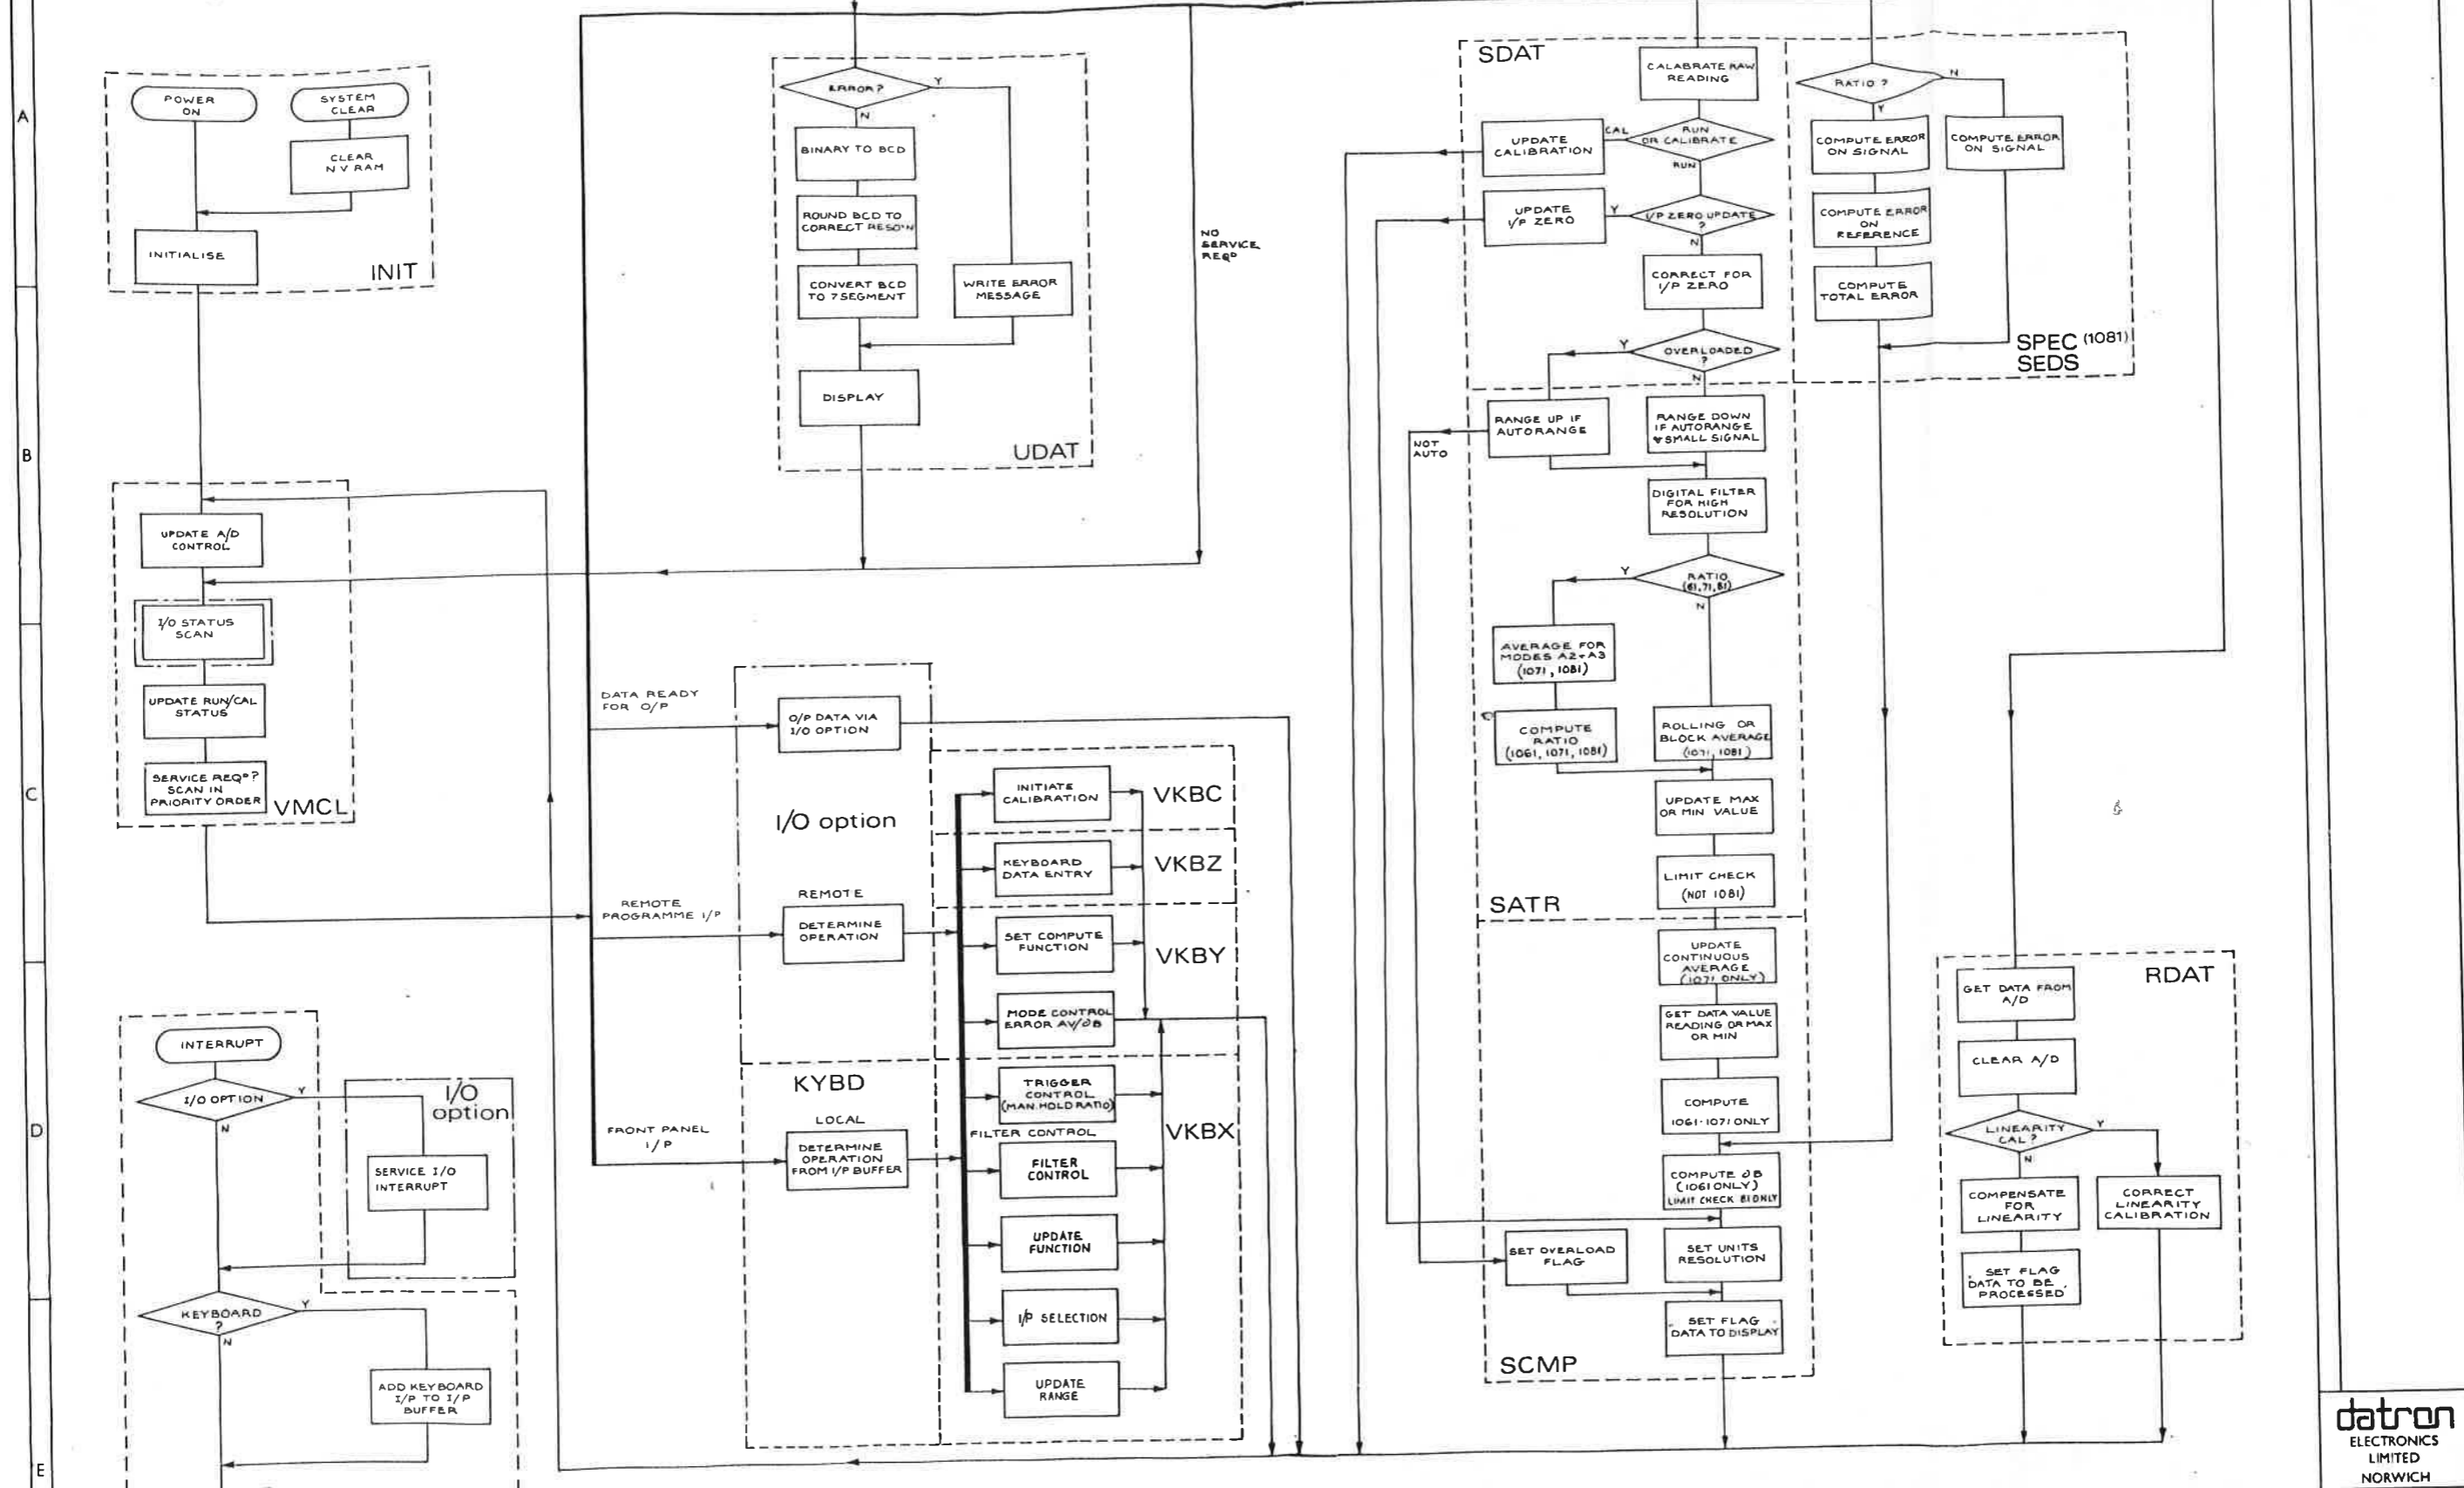 A
B
C
D
E
POWER
ON
SYSTEM
CLEAR
CLEAR
N V RAM
INITIALISE
INIT
UPDATE A/D
CONTROL
I/O STATUS
SCAN
UPDATE RUN/CAL
STATUS
SERVICE REQD?
SCAN IN
PRIORITY ORDER
VMCL
INTERRUPT
I/O OPTION
Y
N
I/O
option
SERVICE I/O
INTERRUPT
KEYBOARD
?
Y
N
ADD KEYBOARD
I/P TO I/P
BUFFER
ERROR?
Y
N
BINARY TO BCD
ROUND BCD TO
CORRECT RESO'N
CONVERT BCD
TO 7 SEGMENT
WRITE ERROR
MESSAGE
DISPLAY
UDAT
NO
SERVICE
REQD
DATA READY
FOR O/P
O/P DATA VIA
I/O OPTION
I/O option
REMOTE
PROGRAMME I/P
REMOTE
DETERMINE
OPERATION
FRONT PANEL
I/P
KYBD
LOCAL
DETERMINE
OPERATION
FROM I/P BUFFER
INITIATE
CALIBRATION
VKBC
KEYBOARD
DATA ENTRY
VKBZ
SET COMPUTE
FUNCTION
VKBY
MODE CONTROL
ERROR AV/dB
TRIGGER
CONTROL
(MAN.HOLD RATIO)
VKBX
FILTER CONTROL
FILTER
CONTROL
UPDATE
FUNCTION
I/P SELECTION
UPDATE
RANGE
SDAT
CALABRATE RAW
READING
UPDATE
CALIBRATION
CAL
RUN
OR CALIBRATE
RUN
UPDATE
I/P ZERO
Y
I/P ZERO UPDATE
?
N
CORRECT FOR
I/P ZERO
Y
OVERLOADED
?
N
RANGE UP IF
AUTORANGE
RANGE DOWN
IF AUTORANGE
& SMALL SIGNAL
NOT
AUTO
DIGITAL FILTER
FOR HIGH
RESOLUTION
Y
RATIO
(61,71,81)
N
AVERAGE FOR
MODES A2+A3
(1071, 1081)
COMPUTE
RATIO
(1061, 1071, 1081)
ROLLING OR
BLOCK AVERAGE
(1071, 1081)
UPDATE MAX
OR MIN VALUE
LIMIT CHECK
(NOT 1081)
SATR
UPDATE
CONTINUOUS
AVERAGE
(1071 ONLY)
GET DATA VALUE
READING OR MAX
OR MIN
COMPUTE
1061-1071 ONLY
COMPUTE dB
(1061 ONLY)
LIMIT CHECK 81 ONLY
SET OVERLOAD
FLAG
SET UNITS
RESOLUTION
SET FLAG
DATA TO DISPLAY
SCMP
RATIO ?
N
Y
COMPUTE ERROR
ON SIGNAL
COMPUTE ERROR
ON SIGNAL
COMPUTE ERROR
ON
REFERENCE
COMPUTE
TOTAL ERROR
SPEC (1081)
SEDS
RDAT
GET DATA FROM
A/D
CLEAR A/D
LINEARITY
CAL ?
Y
N
COMPENSATE
FOR
LINEARITY
CORRECT
LINEARITY
CALIBRATION
SET FLAG
'DATA TO BE
PROCESSED'
datron
ELECTRONICS
LIMITED
NORWICH